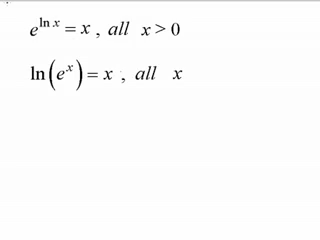 e^{ln x} = x , all x > 0
ln(e^x) = x , all x